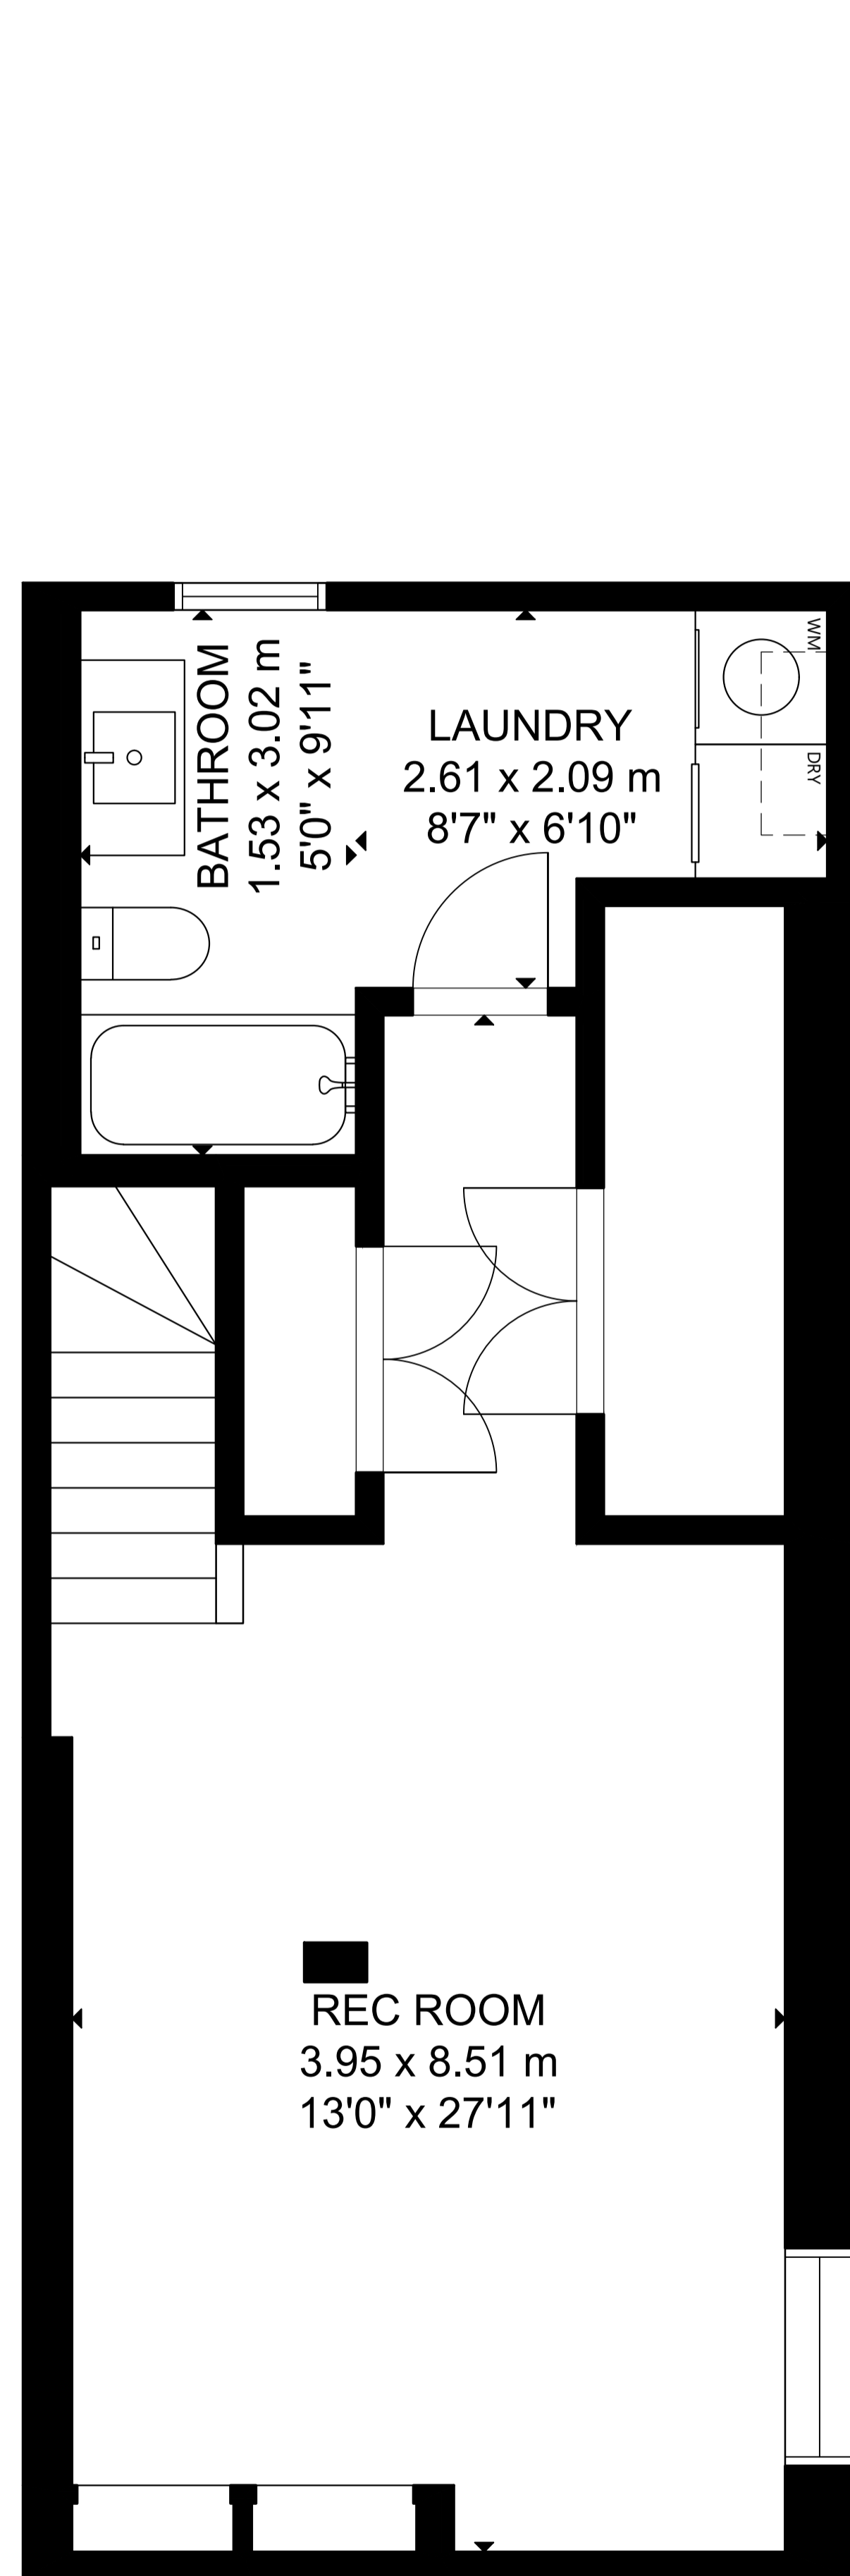 BATHROOM
1.53 x 3.02 m
5'0" x 9'11"
LAUNDRY
2.61 x 2.09 m
8'7" x 6'10"
WM
DRY
REC ROOM
3.95 x 8.51 m
13'0" x 27'11"